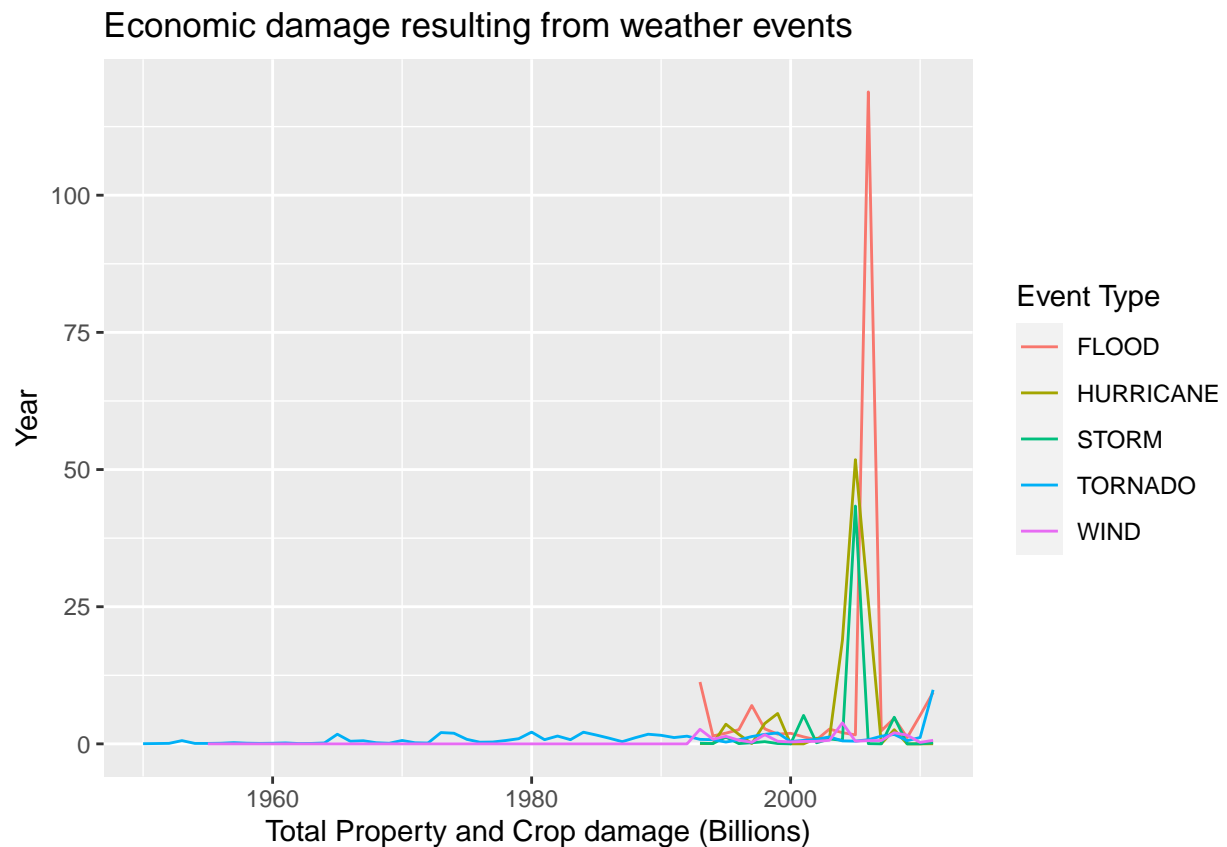 Economic damage resulting from weather events
100
75
50
25
0
Year
1960
1980
2000
Total Property and Crop damage (Billions)
Event Type
FLOOD
HURRICANE
STORM
TORNADO
WIND